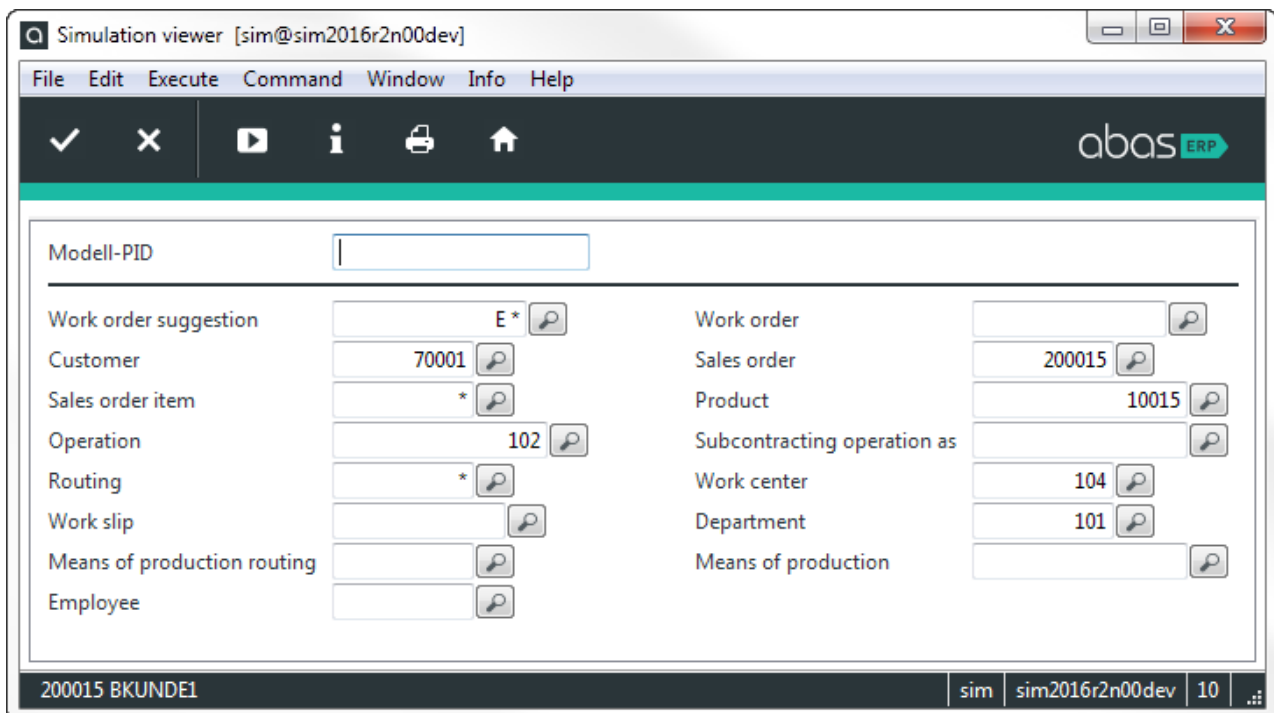 Simulation viewer [sim@sim2016r2n00dev]
File Edit Execute Command Window Info Help
abas ERP
Modell-PID
Work order suggestion E * Work order
Customer 70001 Sales order 200015
Sales order item * Product 10015
Operation 102 Subcontracting operation as
Routing * Work center 104
Work slip Department 101
Means of production routing Means of production
Employee
200015 BKUNDE1 sim sim2016r2n00dev 10